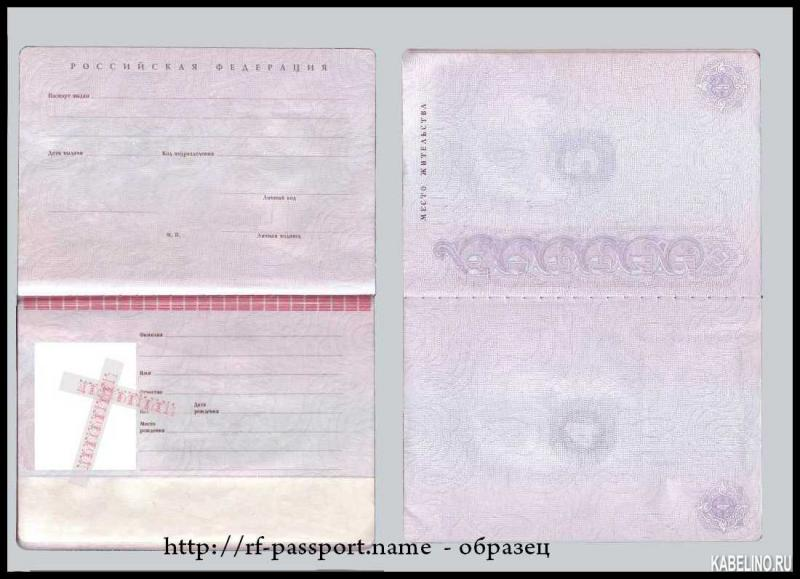 РОССИЙСКАЯ ФЕДЕРАЦИЯ
Паспорт выдан
Дата выдачи Код подразделения
Личный код
М. П. Личная подпись
МЕСТО ЖИТЕЛЬСТВА
Фамилия
Имя
Отчество
Пол Дата рождения
Место рождения
http://rf-passport.name - образец
KABELINO.RU